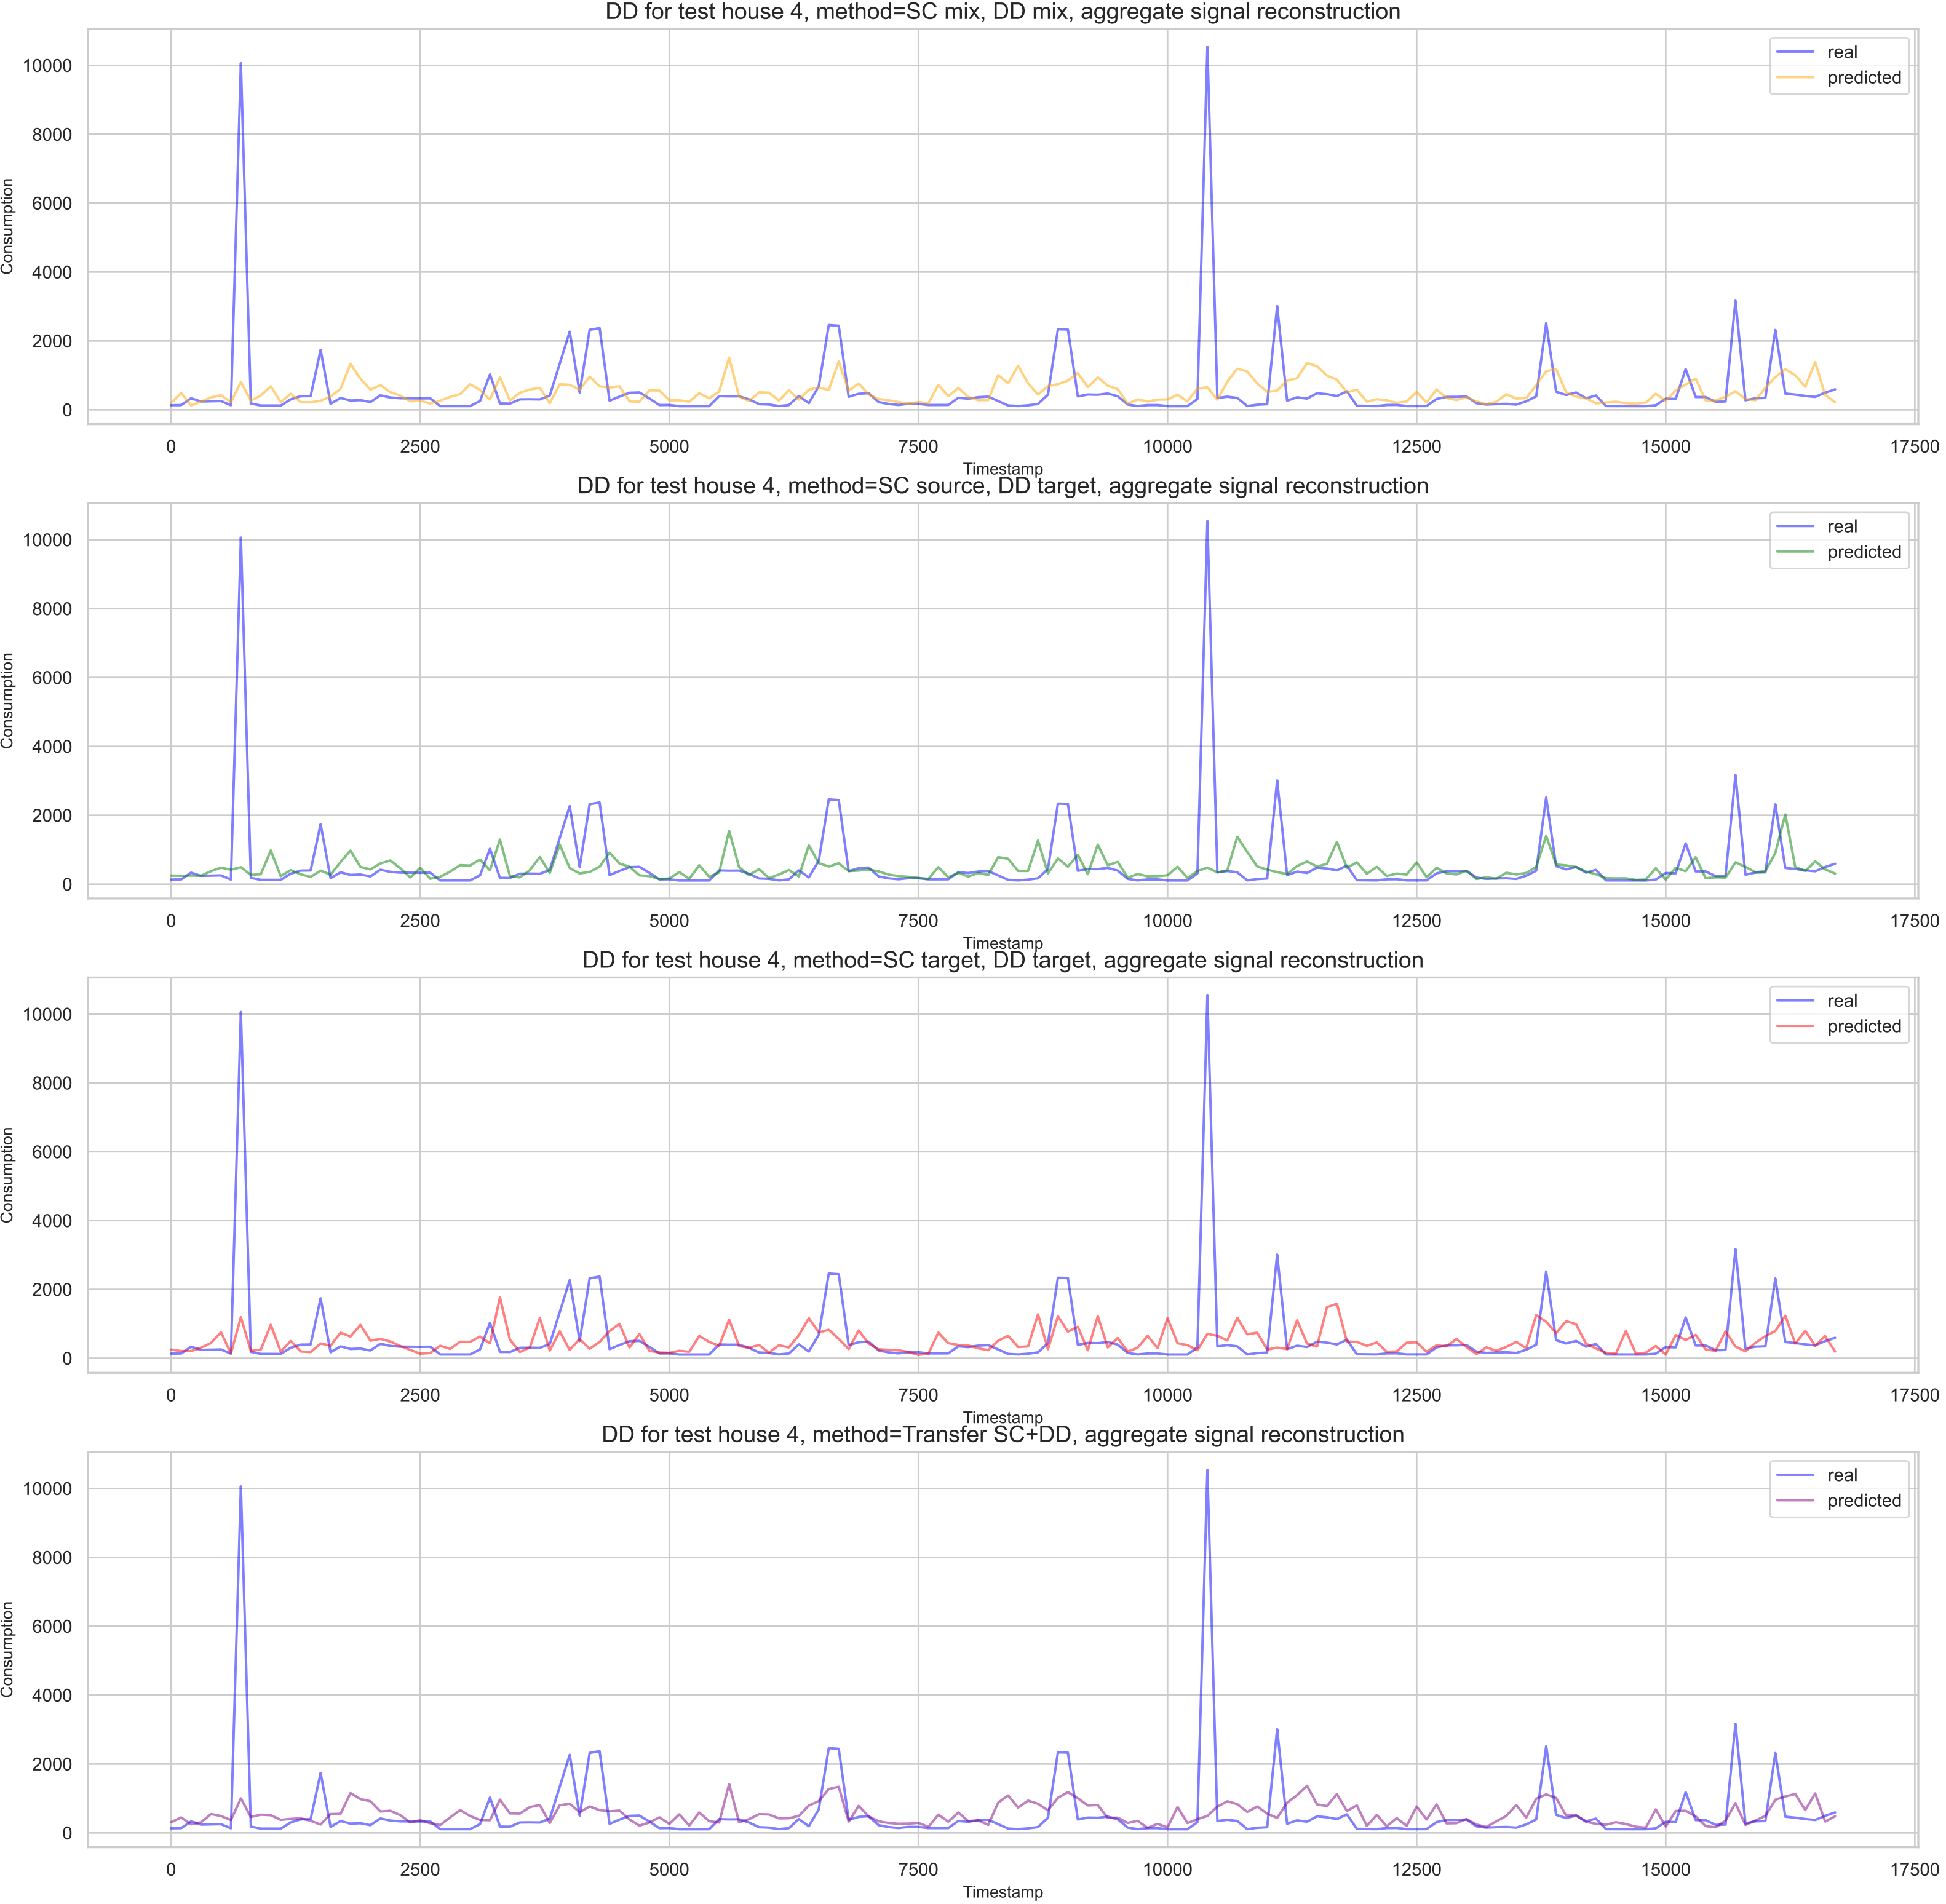 DD for test house 4, method=SC mix, DD mix, aggregate signal reconstruction
real
predicted
Consumption
10000
8000
6000
4000
2000
0
0 2500 5000 7500 10000 12500 15000 17500
Timestamp
DD for test house 4, method=SC source, DD target, aggregate signal reconstruction
real
predicted
Consumption
10000
8000
6000
4000
2000
0
0 2500 5000 7500 10000 12500 15000 17500
Timestamp
DD for test house 4, method=SC target, DD target, aggregate signal reconstruction
real
predicted
Consumption
10000
8000
6000
4000
2000
0
0 2500 5000 7500 10000 12500 15000 17500
Timestamp
DD for test house 4, method=Transfer SC+DD, aggregate signal reconstruction
real
predicted
Consumption
10000
8000
6000
4000
2000
0
0 2500 5000 7500 10000 12500 15000 17500
Timestamp